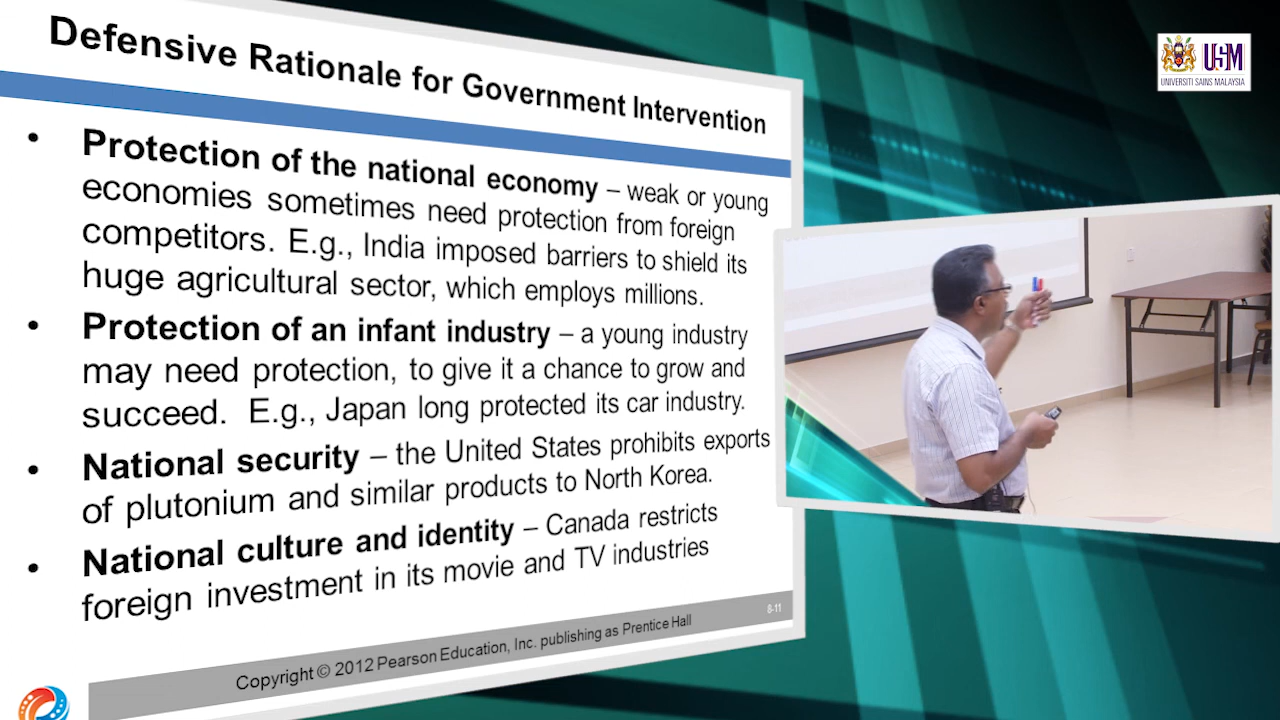 Defensive Rationale for Government Intervention
• Protection of the national economy – weak or young
economies sometimes need protection from foreign
competitors. E.g., India imposed barriers to shield its
huge agricultural sector, which employs millions.
• Protection of an infant industry – a young industry
may need protection, to give it a chance to grow and
succeed. E.g., Japan long protected its car industry.
• National security – the United States prohibits exports
of plutonium and similar products to North Korea.
• National culture and identity – Canada restricts
foreign investment in its movie and TV industries
8-11
Copyright © 2012 Pearson Education, Inc. publishing as Prentice Hall
USM
UNIVERSITI SAINS MALAYSIA